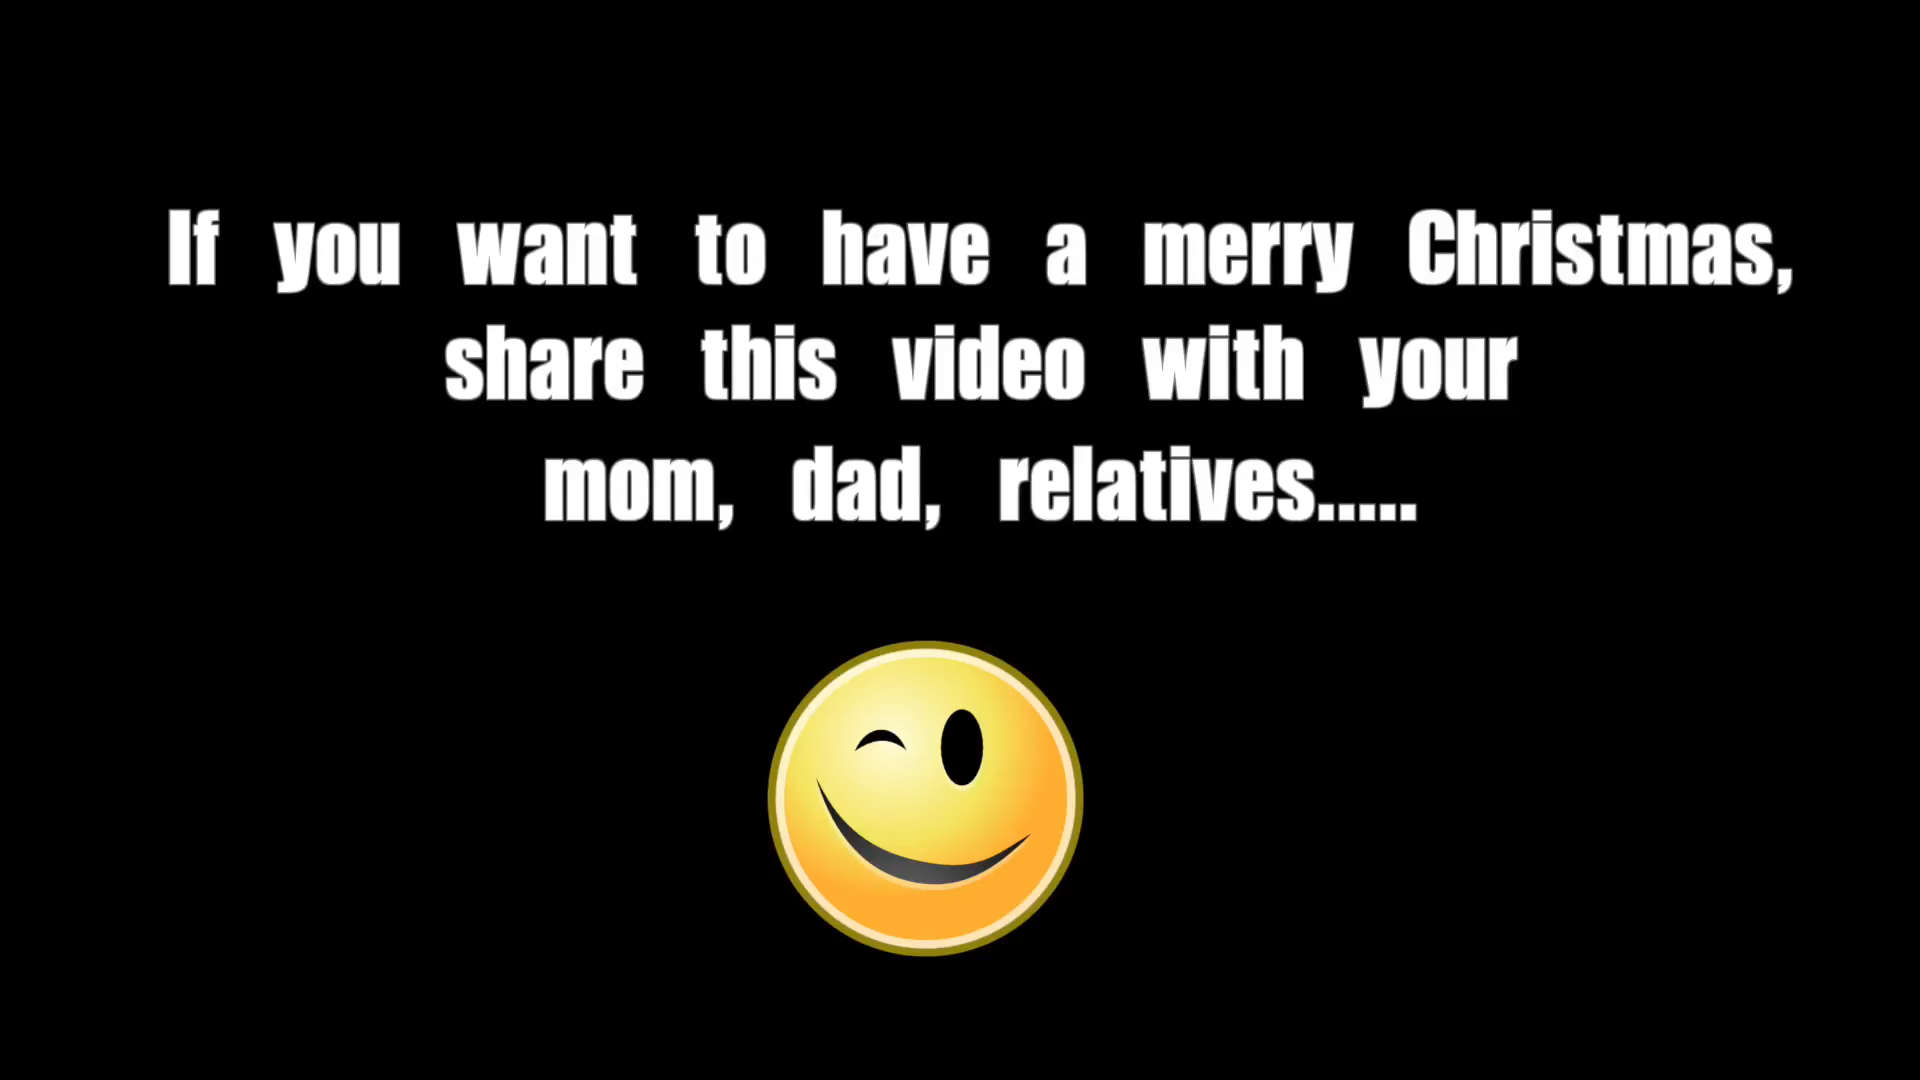 If you want to have a merry Christmas,
share this video with your
mom, dad, relatives.....